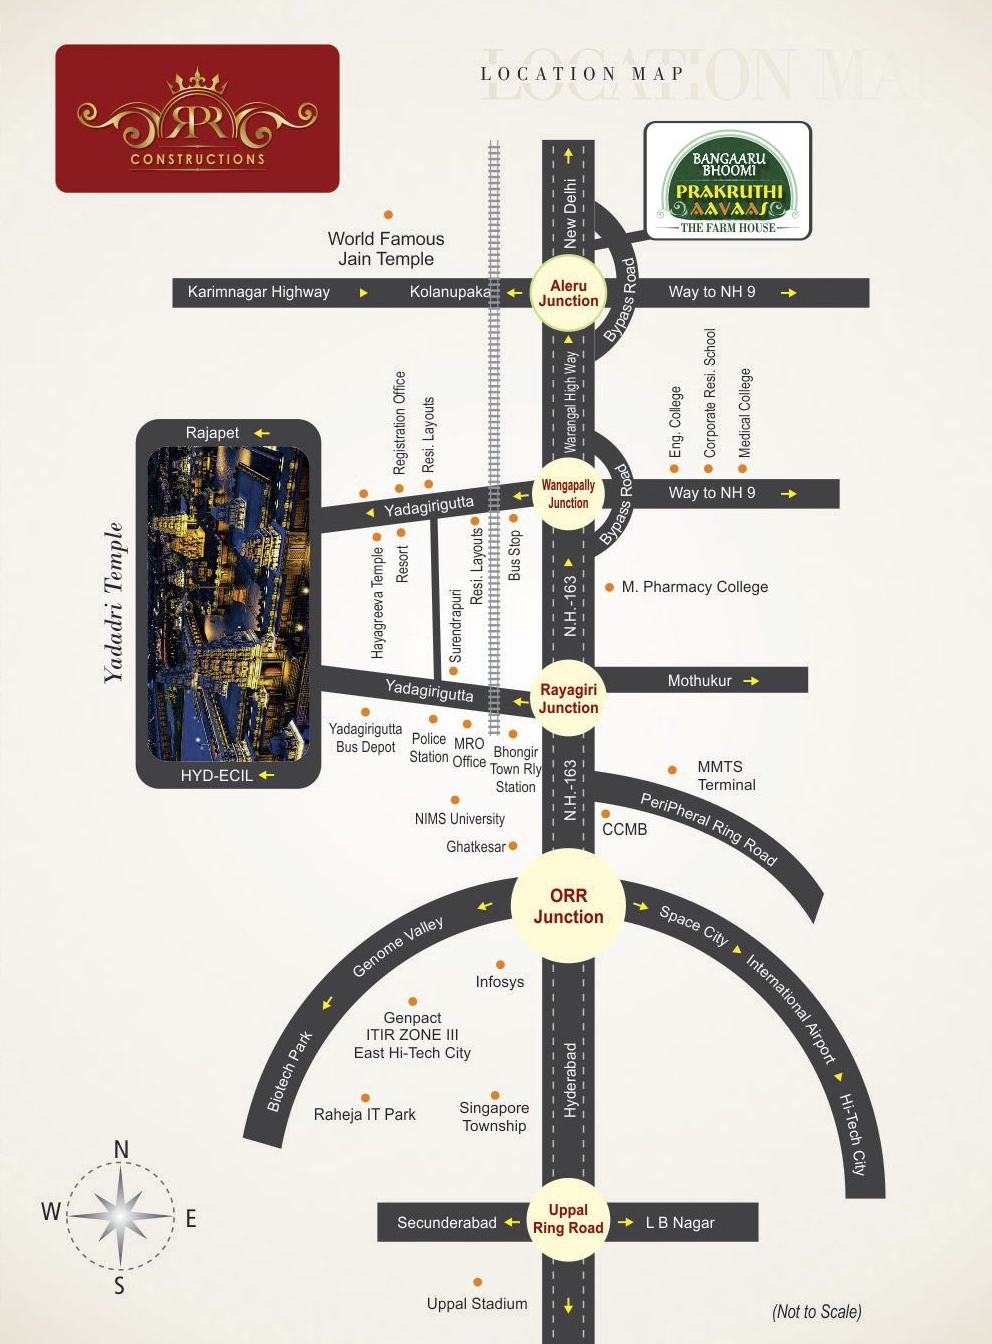 LOCATION MAP
LOCATION MA
RPR
CONSTRUCTIONS
BANGAARU
BHOOMI
PRAKRUTHI
AAVAAS
THE FARM HOUSE
New Delhi
World Famous
Jain Temple
Bypass Road
Karimnagar Highway
Kolanupaka
Aleru
Junction
Way to NH 9
Warangal High Way
Registration Office
Resi. Layouts
Eng. College
Corporate Resi. School
Medical College
Rajapet
Yadagirigutta
Wangapally
Junction
Bypass Road
Way to NH 9
Yadadri Temple
Hayagreeva Temple
Resort
Resi. Layouts
Bus Stop
Surendrapuri
N.H.-163
M. Pharmacy College
Yadagirigutta
Rayagiri
Junction
Mothukur
HYD-ECIL
Yadagirigutta
Bus Depot
Police
Station
MRO
Office
Bhongir
Town Rly
Station
N.H.-163
MMTS
Terminal
PeriPheral Ring Road
NIMS University
CCMB
Ghatkesar
ORR
Junction
Genome Valley
Space City
Infosys
International Airport
Genpact
ITIR ZONE III
East Hi-Tech City
Biotech Park
Hyderabad
Raheja IT Park
Singapore
Township
Hi-Tech City
N
W
E
S
Secunderabad
Uppal
Ring Road
L B Nagar
Uppal Stadium
(Not to Scale)